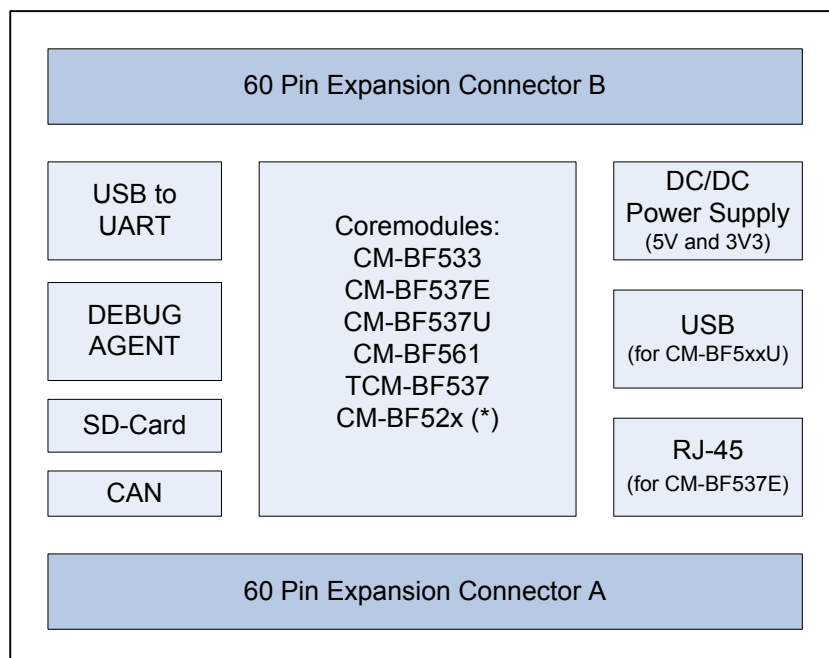 60 Pin Expansion Connector B
USB to
UART
DEBUG
AGENT
SD-Card
CAN
Coremodules:
CM-BF533
CM-BF537E
CM-BF537U
CM-BF561
TCM-BF537
CM-BF52x (*)
DC/DC
Power Supply
(5V and 3V3)
USB
(for CM-BF5xxU)
RJ-45
(for CM-BF537E)
60 Pin Expansion Connector A